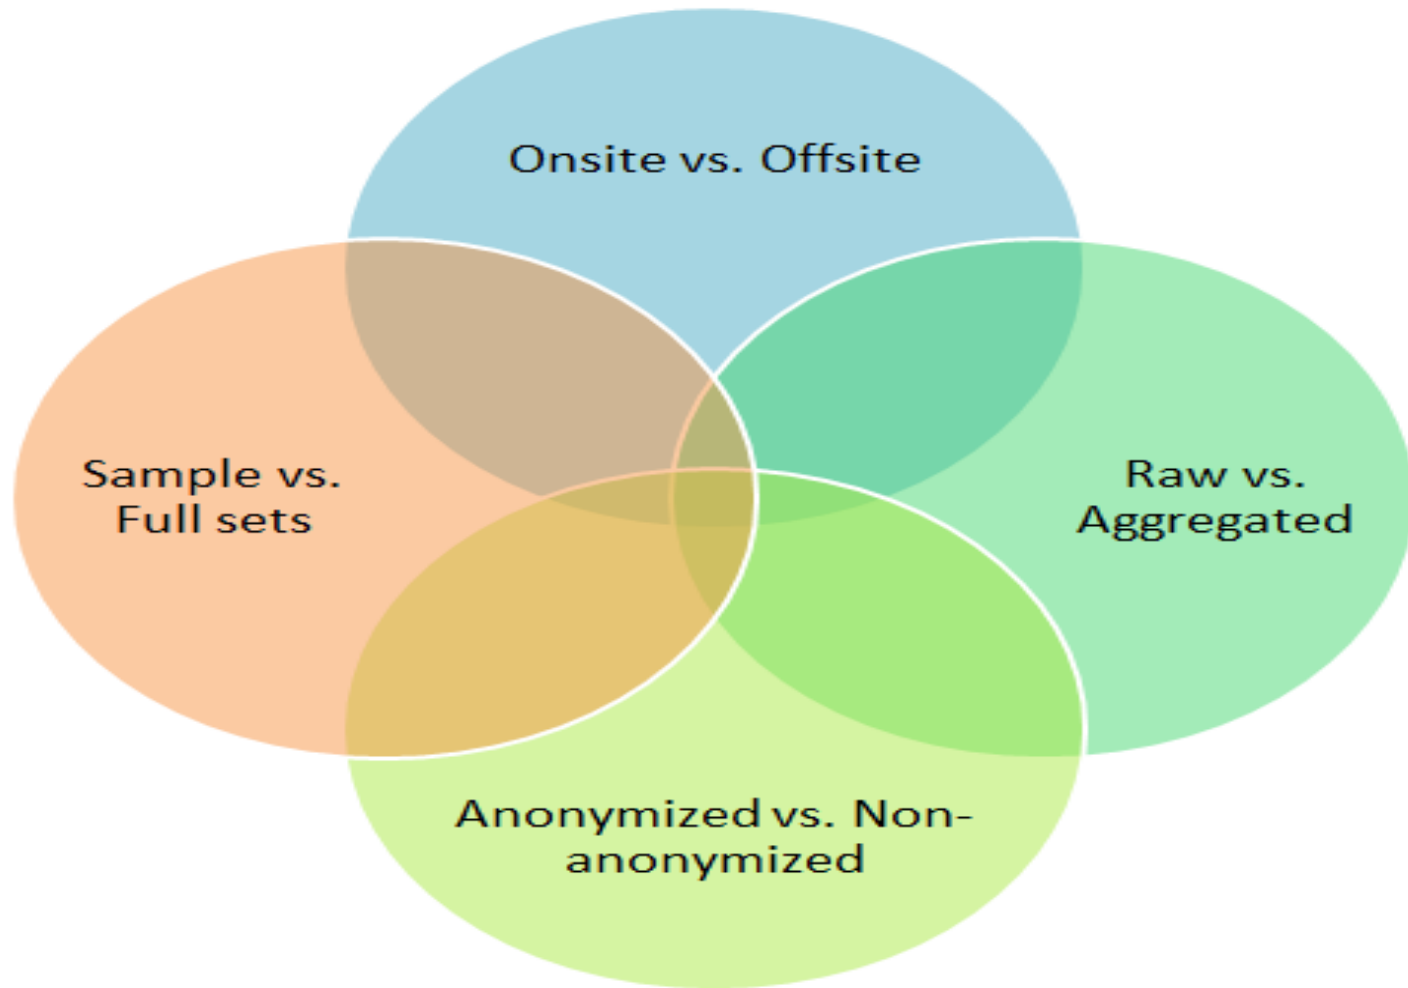 Onsite vs. Offsite
Sample vs.
Full sets
Raw vs.
Aggregated
Anonymized vs. Non-
anonymized